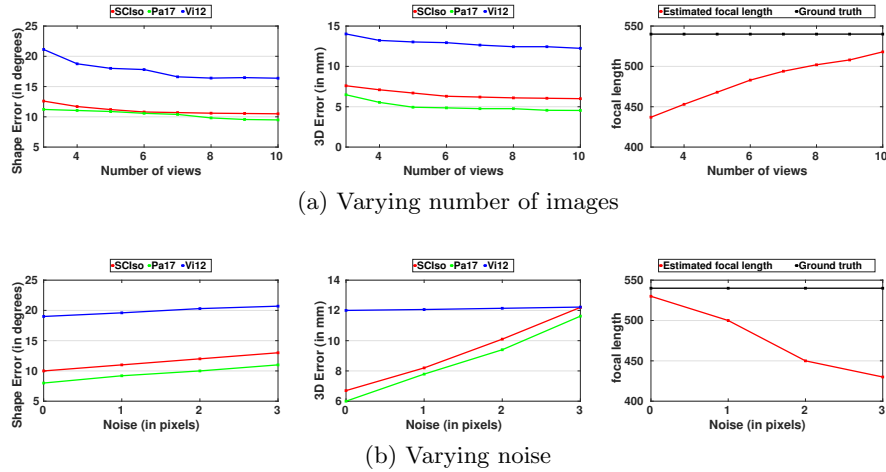 SCIso Pa17 Vi12
25
20
15
10
5
Shape Error (in degrees)
4 6 8 10
Number of views
SCIso Pa17 Vi12
15
10
5
0
3D Error (in mm)
4 6 8 10
Number of views
Estimated focal length Ground truth
550
500
450
400
focal length
4 6 8 10
Number of views
(a) Varying number of images
SCIso Pa17 Vi12
25
20
15
10
5
Shape Error (in degrees)
0 1 2 3
Noise (in pixels)
SCIso Pa17 Vi12
14
12
10
8
6
3D Error (in mm)
0 1 2 3
Noise (in pixels)
Estimated focal length Ground truth
550
500
450
400
focal length
0 1 2 3
Noise (in pixels)
(b) Varying noise